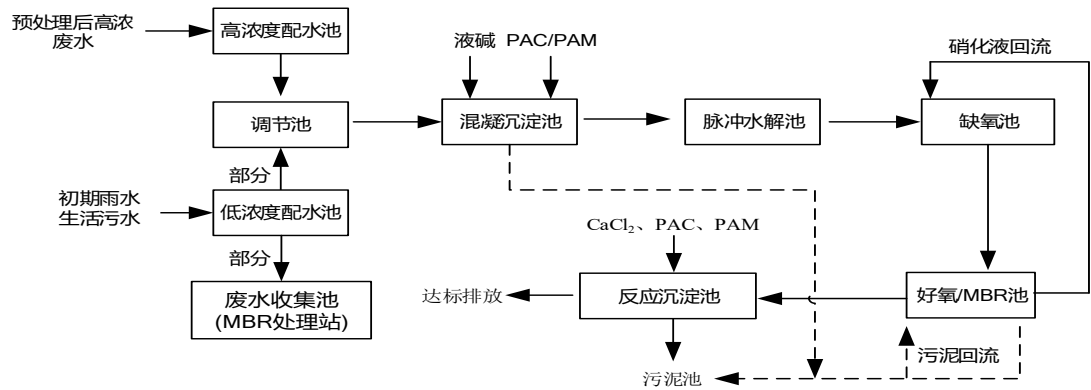 预处理后高浓
废水
高浓度配水池
液碱 PAC/PAM
硝化液回流
调节池
混凝沉淀池
脉冲水解池
缺氧池
部分
初期雨水
生活污水
低浓度配水池
部分
CaCl₂、PAC、PAM
废水收集池
(MBR处理站)
达标排放
反应沉淀池
好氧/MBR池
污泥回流
污泥池